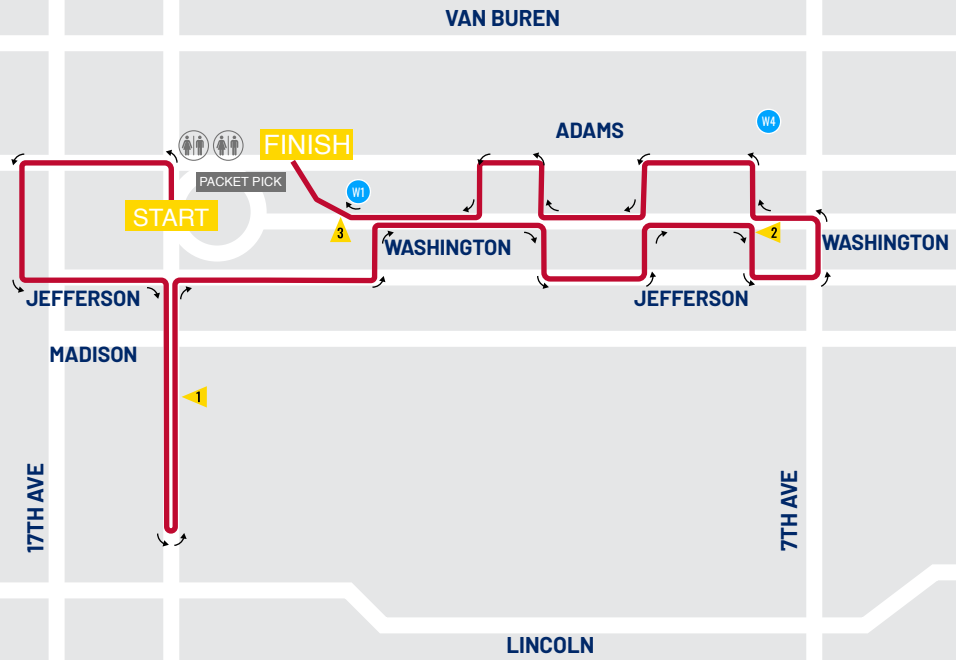 VAN BUREN
W4
ADAMS
FINISH
PACKET PICK
W1
START
3
WASHINGTON
2
WASHINGTON
JEFFERSON
JEFFERSON
MADISON
1
17TH AVE
7TH AVE
LINCOLN